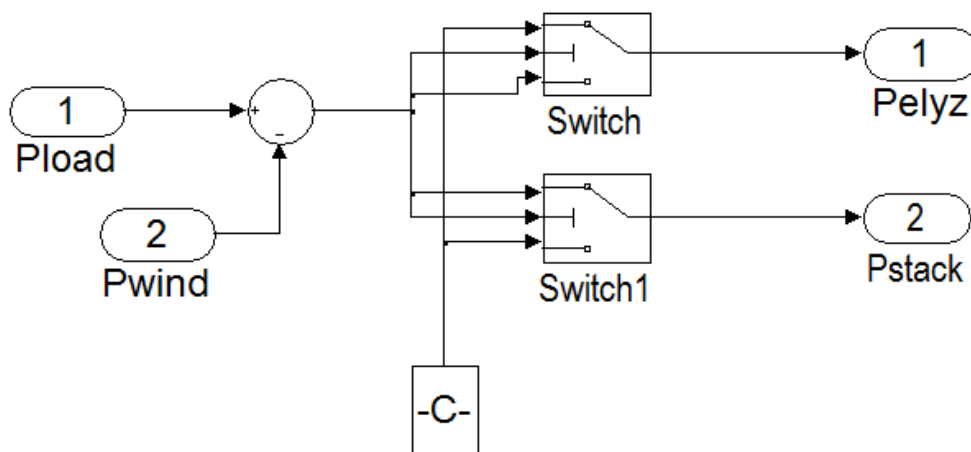 1
Pload
2
Pwind
+
−
Switch
Switch1
-C-
1
Pelyz
2
Pstack